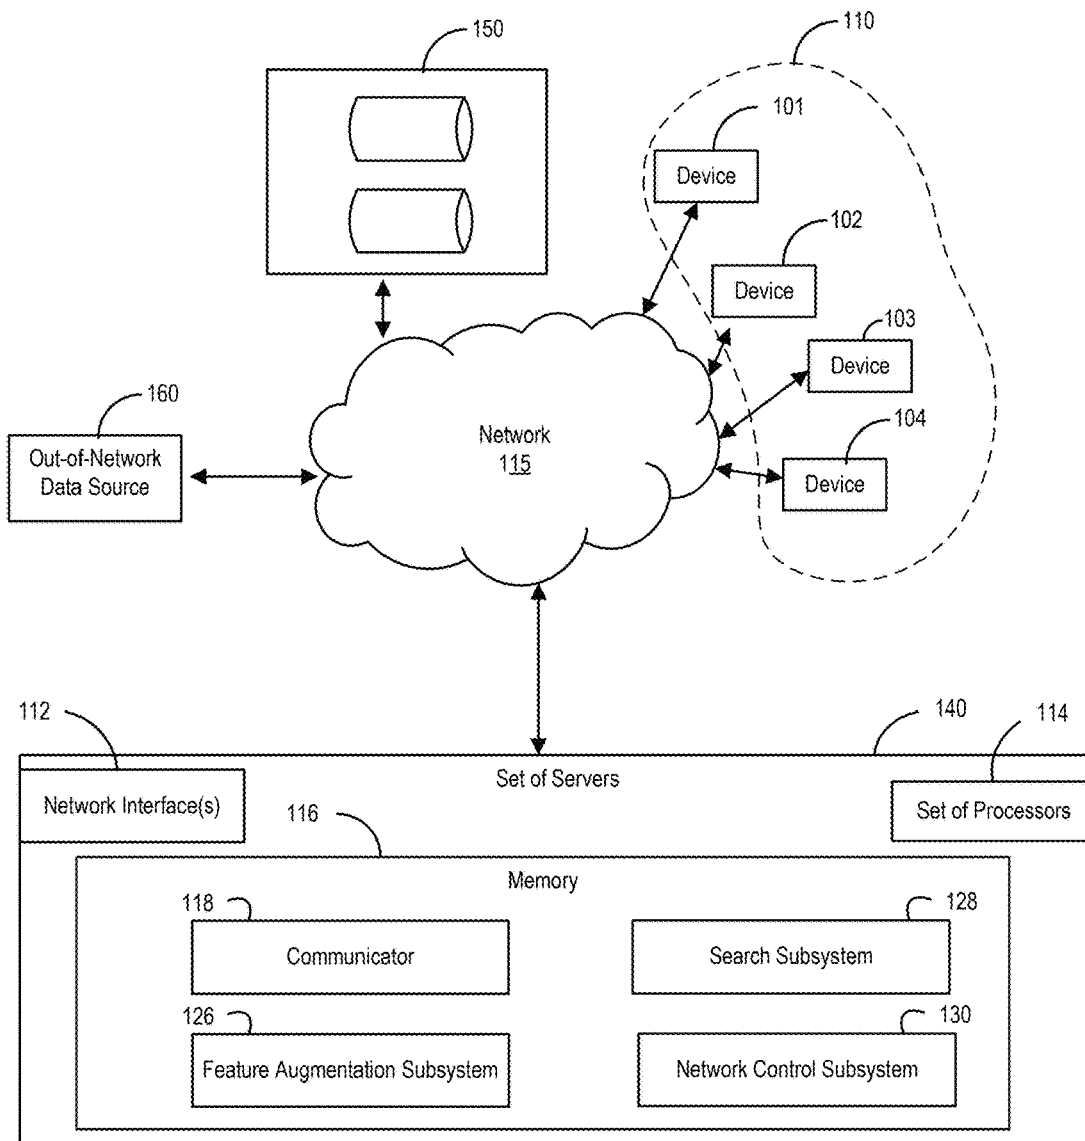 150
110
101
Device
102
Device
103
Device
104
Device
160
Out-of-Network
Data Source
Network
115
112
140
114
Set of Servers
Network Interface(s)
Set of Processors
116
Memory
118
Communicator
128
Search Subsystem
126
Feature Augmentation Subsystem
130
Network Control Subsystem